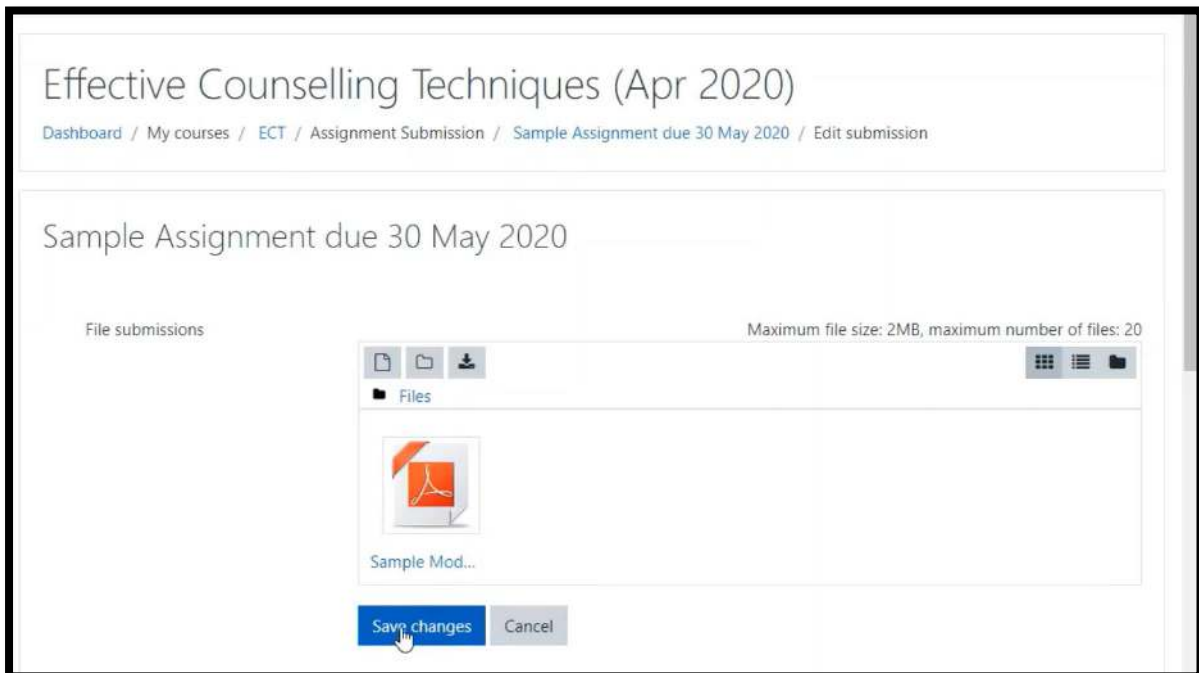 Effective Counselling Techniques (Apr 2020)
Dashboard / My courses / ECT / Assignment Submission / Sample Assignment due 30 May 2020 / Edit submission
Sample Assignment due 30 May 2020
File submissions
Maximum file size: 2MB, maximum number of files: 20
Files
Sample Mod...
Save changes
Cancel